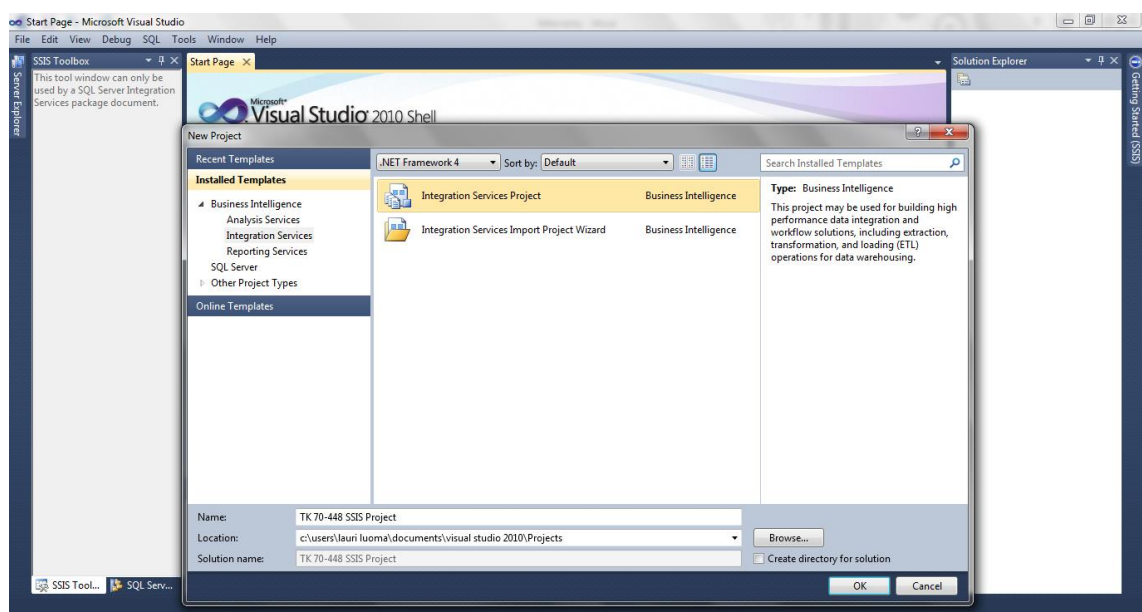 Start Page - Microsoft Visual Studio
File Edit View Debug SQL Tools Window Help
Server Explorer
SSIS Toolbox
This tool window can only be
used by a SQL Server Integration
Services package document.
Start Page
Microsoft
Visual Studio 2010 Shell
Solution Explorer
Getting Started (SSIS)
New Project
Recent Templates
Installed Templates
Business Intelligence
Analysis Services
Integration Services
Reporting Services
SQL Server
Other Project Types
Online Templates
.NET Framework 4 Sort by: Default
Search Installed Templates
Integration Services Project Business Intelligence
Integration Services Import Project Wizard Business Intelligence
Type: Business Intelligence
This project may be used for building high
performance data integration and
workflow solutions, including extraction,
transformation, and loading (ETL)
operations for data warehousing.
Name: TK 70-448 SSIS Project
Location: c:\users\lauri luoma\documents\visual studio 2010\Projects
Browse...
Solution name: TK 70-448 SSIS Project
Create directory for solution
OK Cancel
SSIS Tool... SQL Serv...